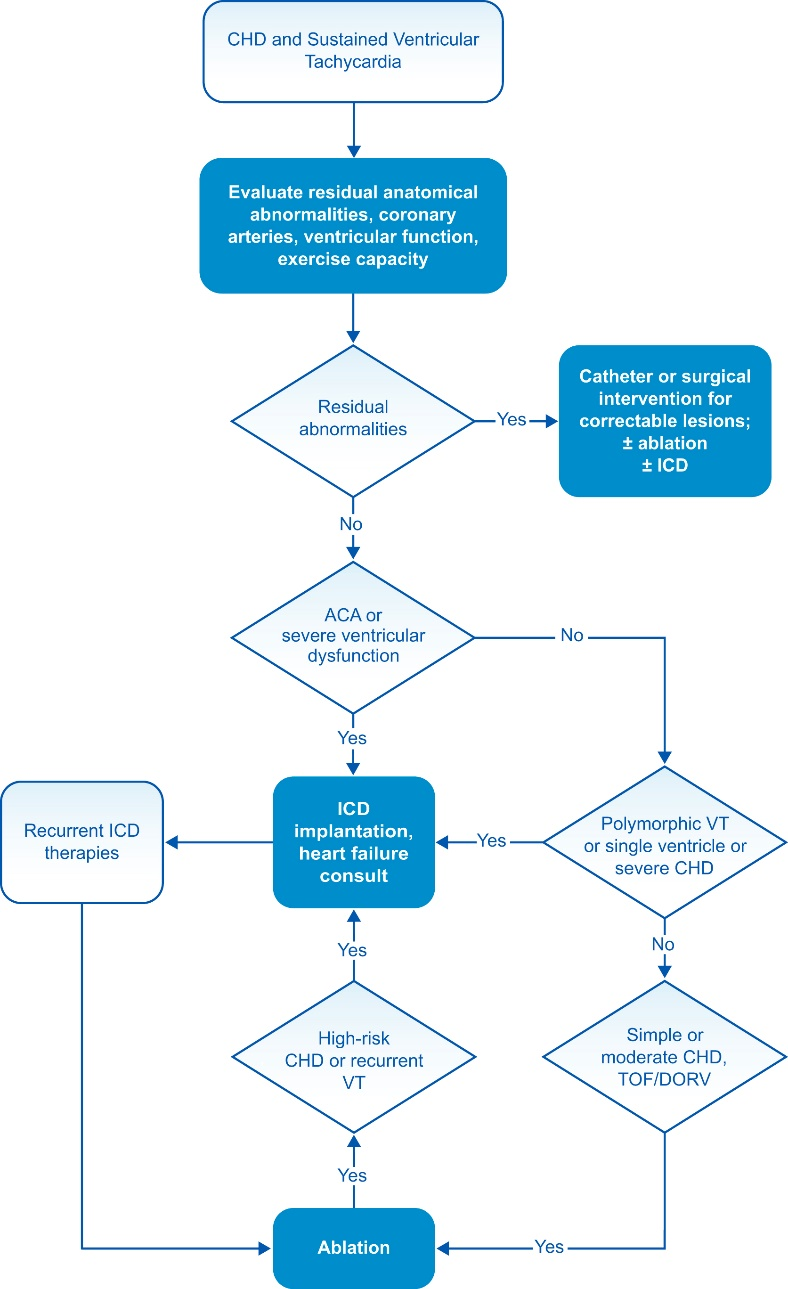 CHD and Sustained Ventricular
Tachycardia
Evaluate residual anatomical
abnormalities, coronary
arteries, ventricular function,
exercise capacity
Residual
abnormalities
Yes
Catheter or surgical
intervention for
correctable lesions;
± ablation
± ICD
No
ACA or
severe ventricular
dysfunction
No
Yes
Recurrent ICD
therapies
ICD
implantation,
heart failure
consult
Yes
Polymorphic VT
or single ventricle or
severe CHD
Yes
No
High-risk
CHD or recurrent
VT
Simple or
moderate CHD,
TOF/DORV
Yes
Ablation
Yes